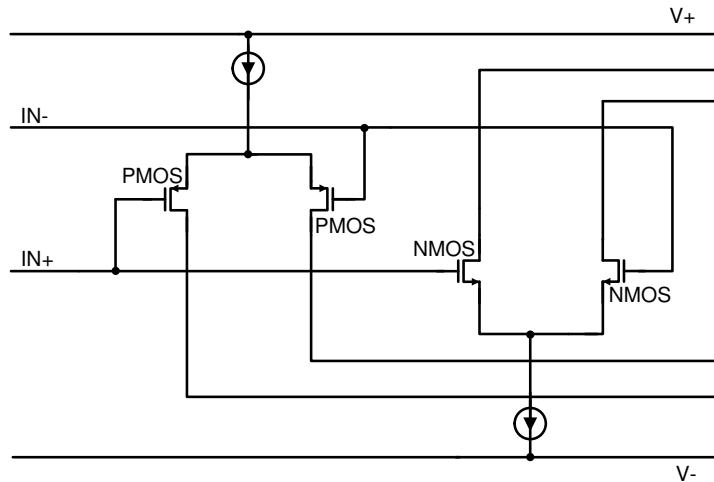 V+
IN-
PMOS
PMOS
NMOS
IN+
NMOS
V-